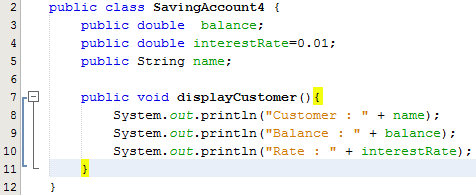 2 public class SavingAccount4 {
3 public double  balance;
4 public double interestRate=0.01;
5 public String name;
6
7 public void displayCustomer(){
8 System.out.println("Customer : " + name);
9 System.out.println("Balance : " + balance);
10 System.out.println("Rate : " + interestRate);
11 }
12 }